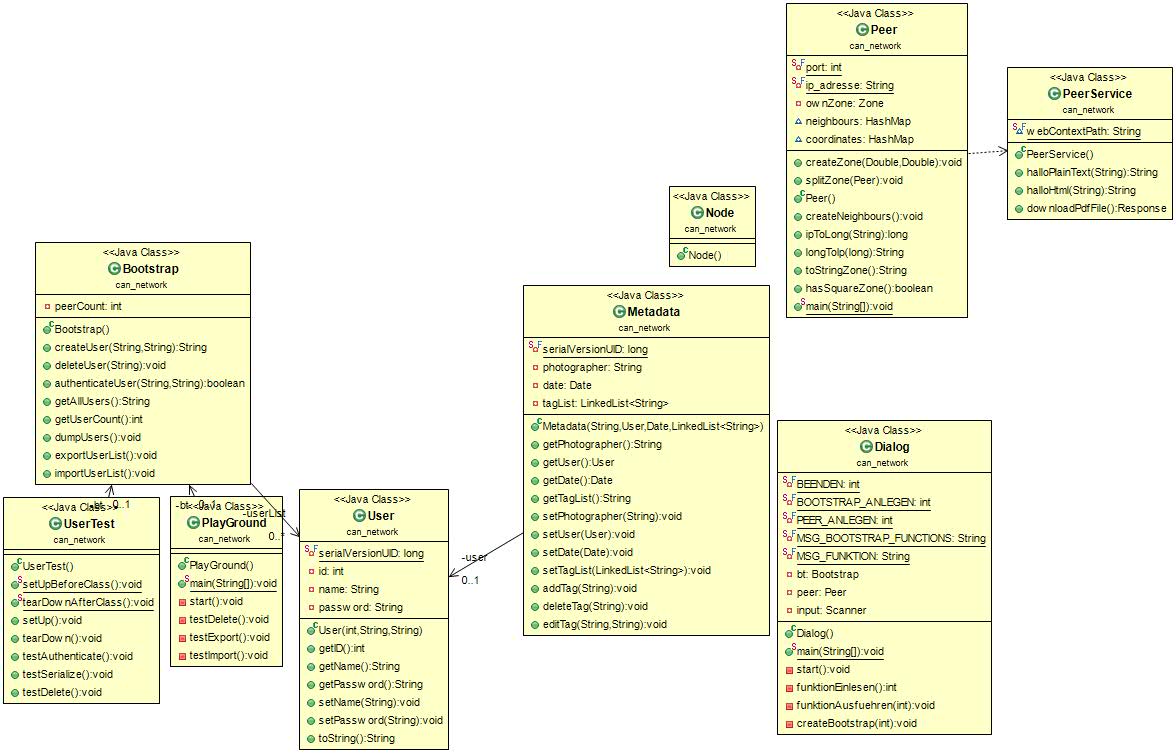 <<Java Class>>
Peer
can_network
port: int
ip_adresse: String
ownZone: Zone
neighbours: HashMap
coordinates: HashMap
createZone(Double,Double):void
splitZone(Peer):void
Peer()
createNeighbours():void
ipToLong(String):long
longToIp(long):String
toStringZone():String
hasSquareZone():boolean
main(String[]):void
<<Java Class>>
PeerService
can_network
webContextPath: String
PeerService()
halloPlainText(String):String
halloHtml(String):String
downloadPdfFile():Response
<<Java Class>>
Node
can_network
Node()
<<Java Class>>
Bootstrap
can_network
peerCount: int
Bootstrap()
createUser(String,String):String
deleteUser(String):void
authenticateUser(String,String):boolean
getAllUsers():String
getUserCount():int
dumpUsers():void
exportUserList():void
importUserList():void
<<Java Class>>
Metadata
can_network
serialVersionUID: long
photographer: String
date: Date
tagList: LinkedList<String>
Metadata(String,User,Date,LinkedList<String>)
getPhotographer():String
getUser():User
getDate():Date
getTagList():String
setPhotographer(String):void
setUser(User):void
setDate(Date):void
setTagList(LinkedList<String>):void
addTag(String):void
deleteTag(String):void
editTag(String,String):void
<<Java Class>>
Dialog
can_network
BEENDEN: int
BOOTSTRAP_ANLEGEN: int
PEER_ANLEGEN: int
MSG_BOOTSTRAP_FUNCTIONS: String
MSG_FUNKTION: String
bt: Bootstrap
peer: Peer
input: Scanner
Dialog()
main(String[]):void
start():void
funktionEinlesen():int
funktionAusfuehren(int):void
createBootstrap(int):void
-bt 0..1
<<Java Class>>
UserTest
can_network
UserTest()
setUpBeforeClass():void
tearDownAfterClass():void
setUp():void
tearDown():void
testAuthenticate():void
testSerialize():void
testDelete():void
-bt 0..1
<<Java Class>>
PlayGround
can_network
PlayGround()
main(String[]):void
start():void
testDelete():void
testExport():void
testImport():void
-userList
0..*
<<Java Class>>
User
can_network
serialVersionUID: long
id: int
name: String
password: String
User(int,String,String)
getID():int
getName():String
getPassword():String
setName(String):void
setPassword(String):void
toString():String
-user
0..1